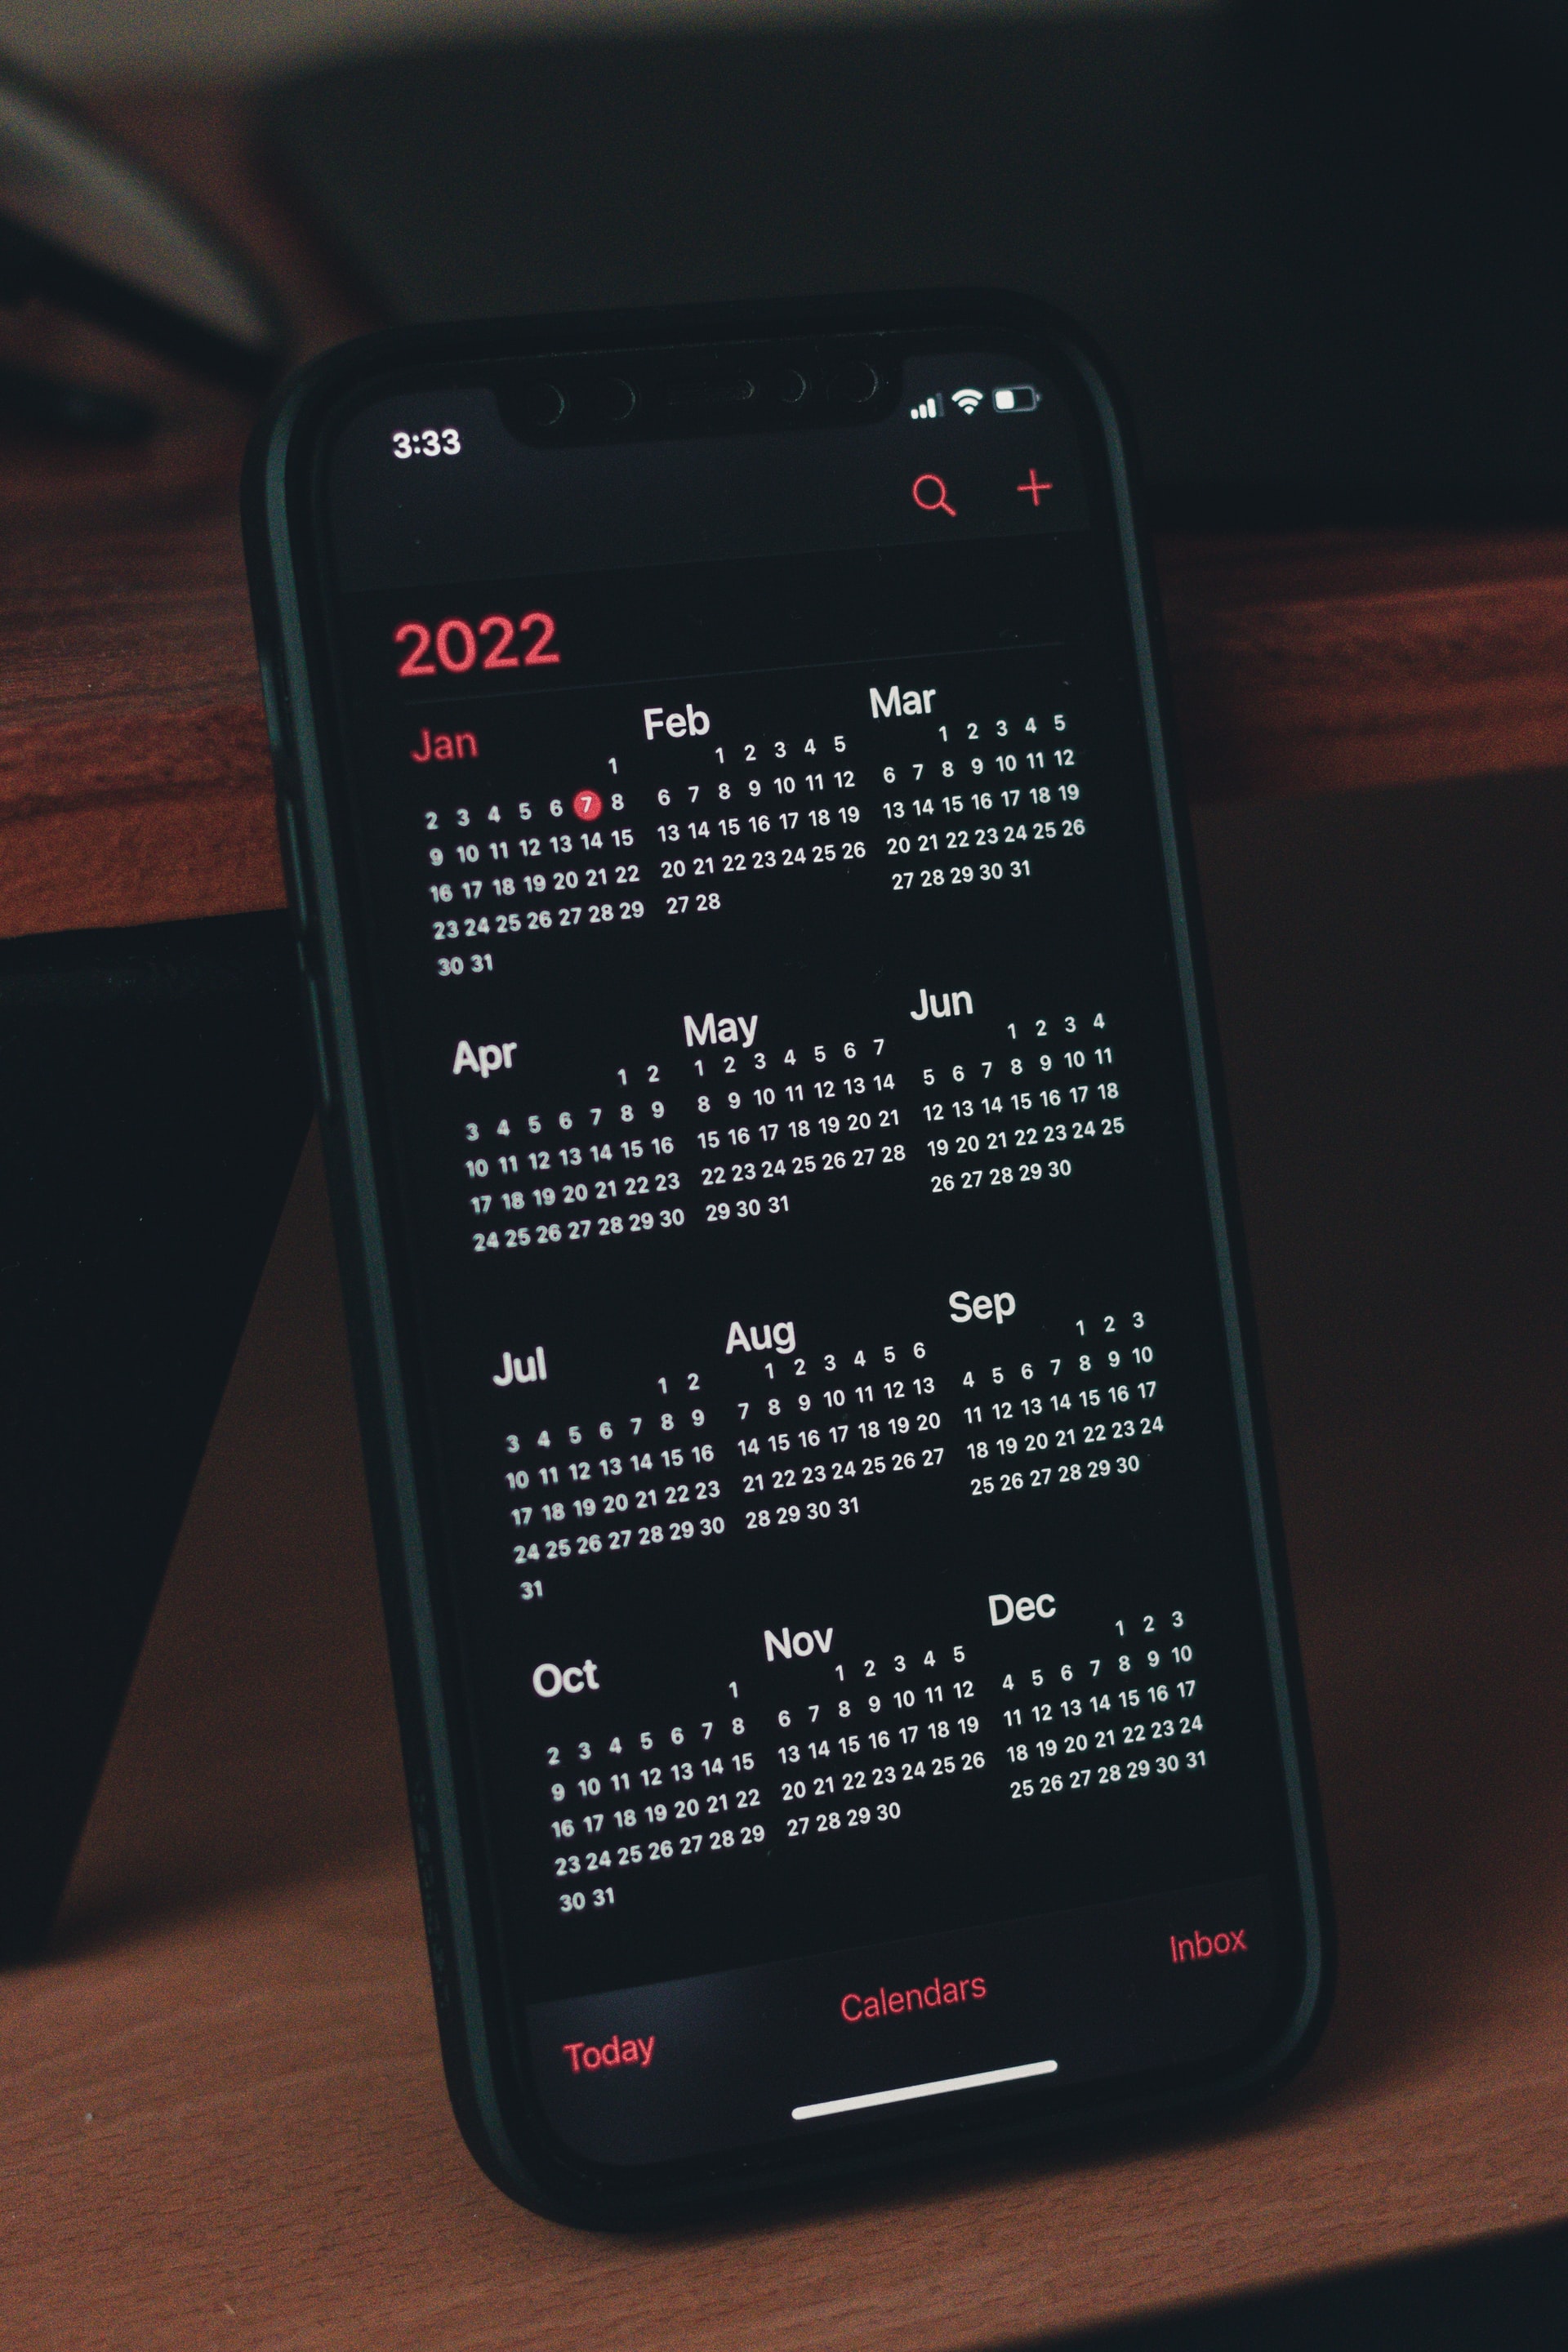 3:33
2022
Jan
1
2 3 4 5 6 7 8
9 10 11 12 13 14 15
16 17 18 19 20 21 22
23 24 25 26 27 28 29
30 31
Feb
1 2 3 4 5
6 7 8 9 10 11 12
13 14 15 16 17 18 19
20 21 22 23 24 25 26
27 28
Mar
1 2 3 4 5
6 7 8 9 10 11 12
13 14 15 16 17 18 19
20 21 22 23 24 25 26
27 28 29 30 31
Apr
1 2
3 4 5 6 7 8 9
10 11 12 13 14 15 16
17 18 19 20 21 22 23
24 25 26 27 28 29 30
May
1 2 3 4 5 6 7
8 9 10 11 12 13 14
15 16 17 18 19 20 21
22 23 24 25 26 27 28
29 30 31
Jun
1 2 3 4
5 6 7 8 9 10 11
12 13 14 15 16 17 18
19 20 21 22 23 24 25
26 27 28 29 30
Jul
1 2
3 4 5 6 7 8 9
10 11 12 13 14 15 16
17 18 19 20 21 22 23
24 25 26 27 28 29 30
31
Aug
1 2 3 4 5 6
7 8 9 10 11 12 13
14 15 16 17 18 19 20
21 22 23 24 25 26 27
28 29 30 31
Sep
1 2 3
4 5 6 7 8 9 10
11 12 13 14 15 16 17
18 19 20 21 22 23 24
25 26 27 28 29 30
Oct
1
2 3 4 5 6 7 8
9 10 11 12 13 14 15
16 17 18 19 20 21 22
23 24 25 26 27 28 29
30 31
Nov
1 2 3 4 5
6 7 8 9 10 11 12
13 14 15 16 17 18 19
20 21 22 23 24 25 26
27 28 29 30
Dec
1 2 3
4 5 6 7 8 9 10
11 12 13 14 15 16 17
18 19 20 21 22 23 24
25 26 27 28 29 30 31
Today
Calendars
Inbox